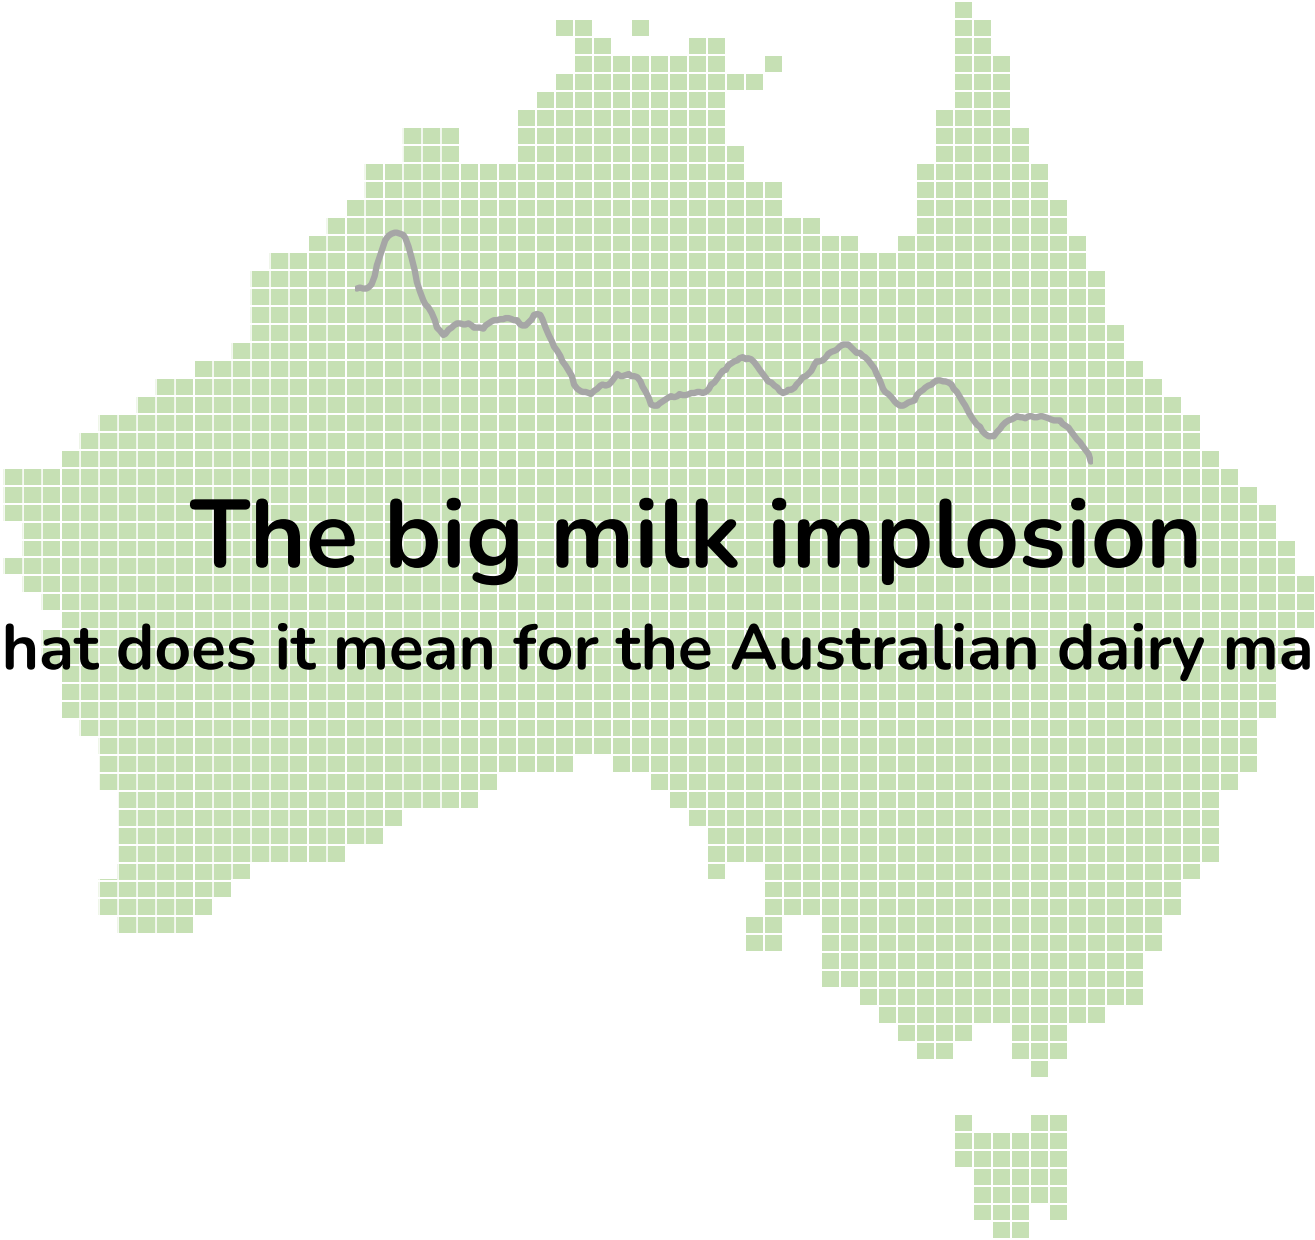 The big milk implosion
hat does it mean for the Australian dairy ma